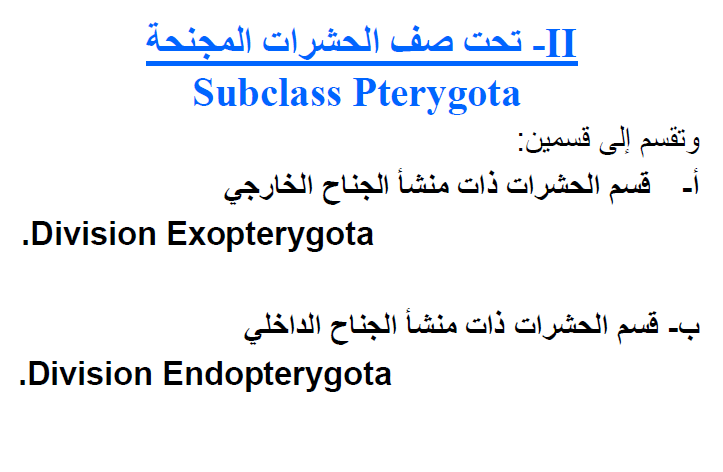 II- تحت صف الحشرات المجنحة
Subclass Pterygota
وتقسم إلى قسمين:
أ- قسم الحشرات ذات منشأ الجناح الخارجي
Division Exopterygota.
ب- قسم الحشرات ذات منشأ الجناح الداخلي
Division Endopterygota.